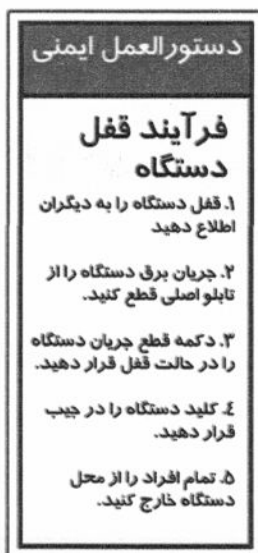 دستورالعمل ایمنی
فرآیند قفل
دستگاه
۱. قفل دستگاه را به دیگران
اطلاع دهید
۲. جریان برق دستگاه را از
تابلو اصلی قطع کنید.
۳. دکمه قطع جریان دستگاه
را در حالت قفل قرار دهید.
٤. کلید دستگاه را در جیب
قرار دهید.
۵. تمام افراد را از محل
دستگاه خارج کنید.